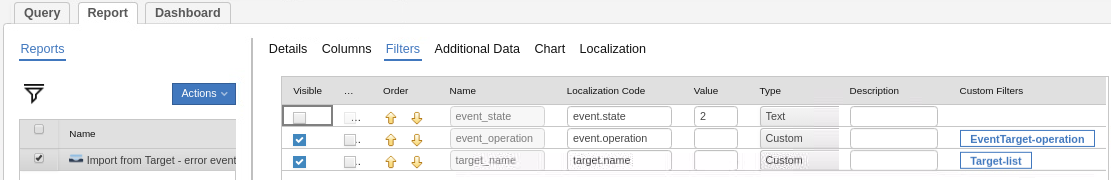 Query Report Dashboard
Reports
Details Columns Filters Additional Data Chart Localization
Actions
Visible ... Order Name Localization Code Value Type Description Custom Filters
... event_state event.state 2 Text
Name
.. event_operation event.operation Custom EventTarget-operation
Import from Target - error event
.. target_name target.name Custom Target-list